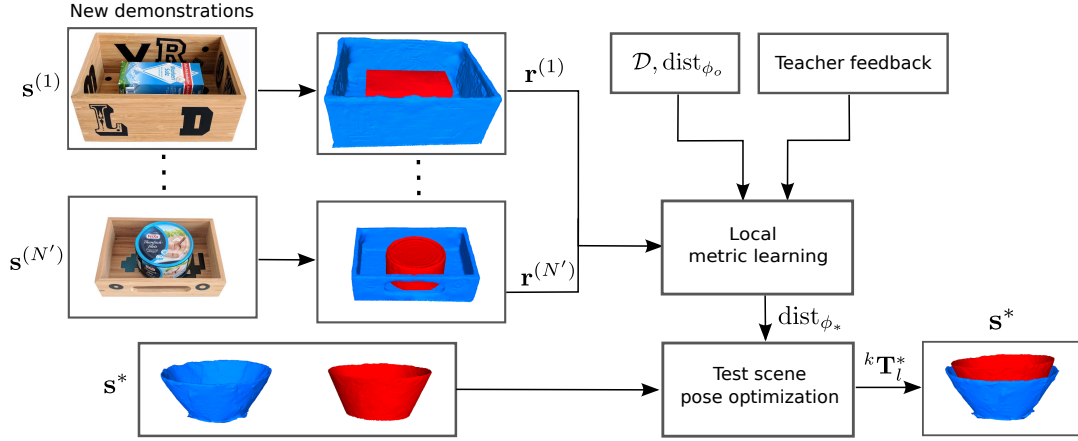 New demonstrations
s^(1)
V R
L D
r^(1)
𝒟, dist_ϕₒ
Teacher feedback
s^(N′)
r^(N′)
Local
metric learning
dist_ϕ*
s*
s*
Test scene
pose optimization
ᵏT*_l